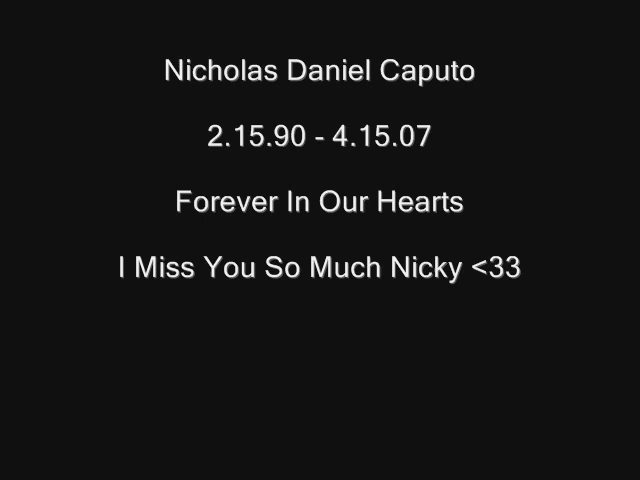 Nicholas Daniel Caputo
2.15.90 - 4.15.07
Forever In Our Hearts
I Miss You So Much Nicky <33